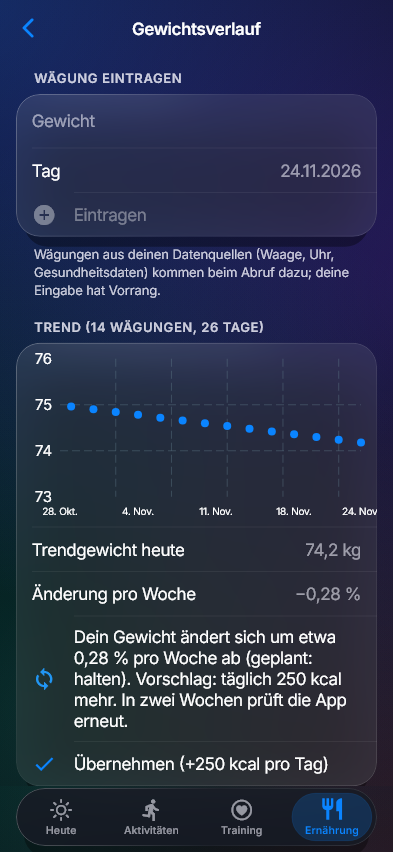 Gewichtsverlauf
WÄGUNG EINTRAGEN
Gewicht
Tag 24.11.2026
Eintragen
Wägungen aus deinen Datenquellen (Waage, Uhr,
Gesundheitsdaten) kommen beim Abruf dazu; deine
Eingabe hat Vorrang.
TREND (14 WÄGUNGEN, 26 TAGE)
76
75
74
73
28. Okt. 4. Nov. 11. Nov. 18. Nov. 24. Nov
Trendgewicht heute 74,2 kg
Änderung pro Woche −0,28 %
Dein Gewicht ändert sich um etwa
0,28 % pro Woche ab (geplant:
halten). Vorschlag: täglich 250 kcal
mehr. In zwei Wochen prüft die App
erneut.
Übernehmen (+250 kcal pro Tag)
Heute Aktivitäten Training Ernährung